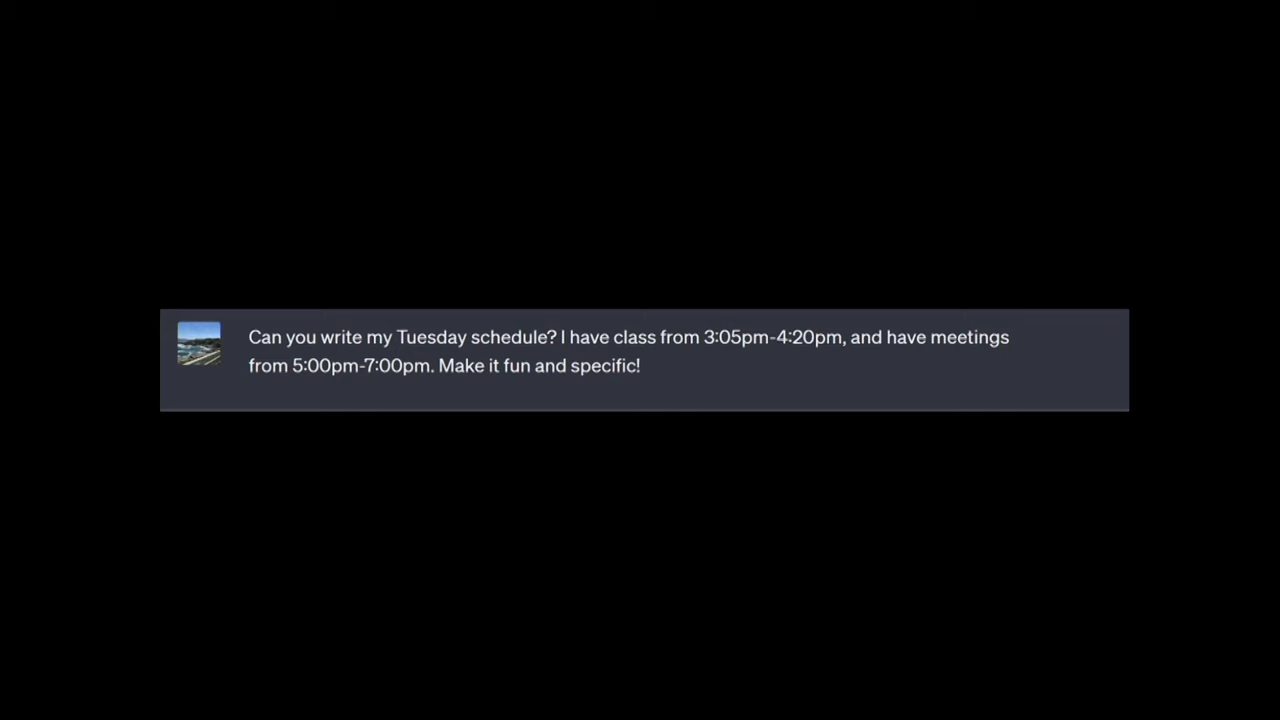 Can you write my Tuesday schedule? I have class from 3:05pm-4:20pm, and have meetings
from 5:00pm-7:00pm. Make it fun and specific!